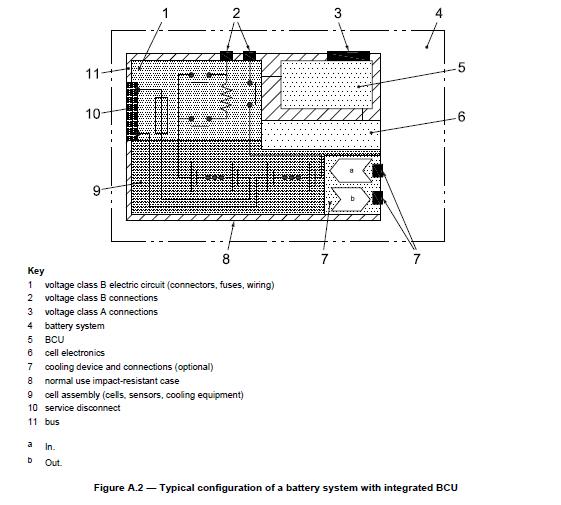 1 2 3 4
11
5
10
6
a
9
b
8 7 7
Key
1 voltage class B electric circuit (connectors, fuses, wiring)
2 voltage class B connections
3 voltage class A connections
4 battery system
5 BCU
6 cell electronics
7 cooling device and connections (optional)
8 normal use impact-resistant case
9 cell assembly (cells, sensors, cooling equipment)
10 service disconnect
11 bus
a In.
b Out.
Figure A.2 — Typical configuration of a battery system with integrated BCU